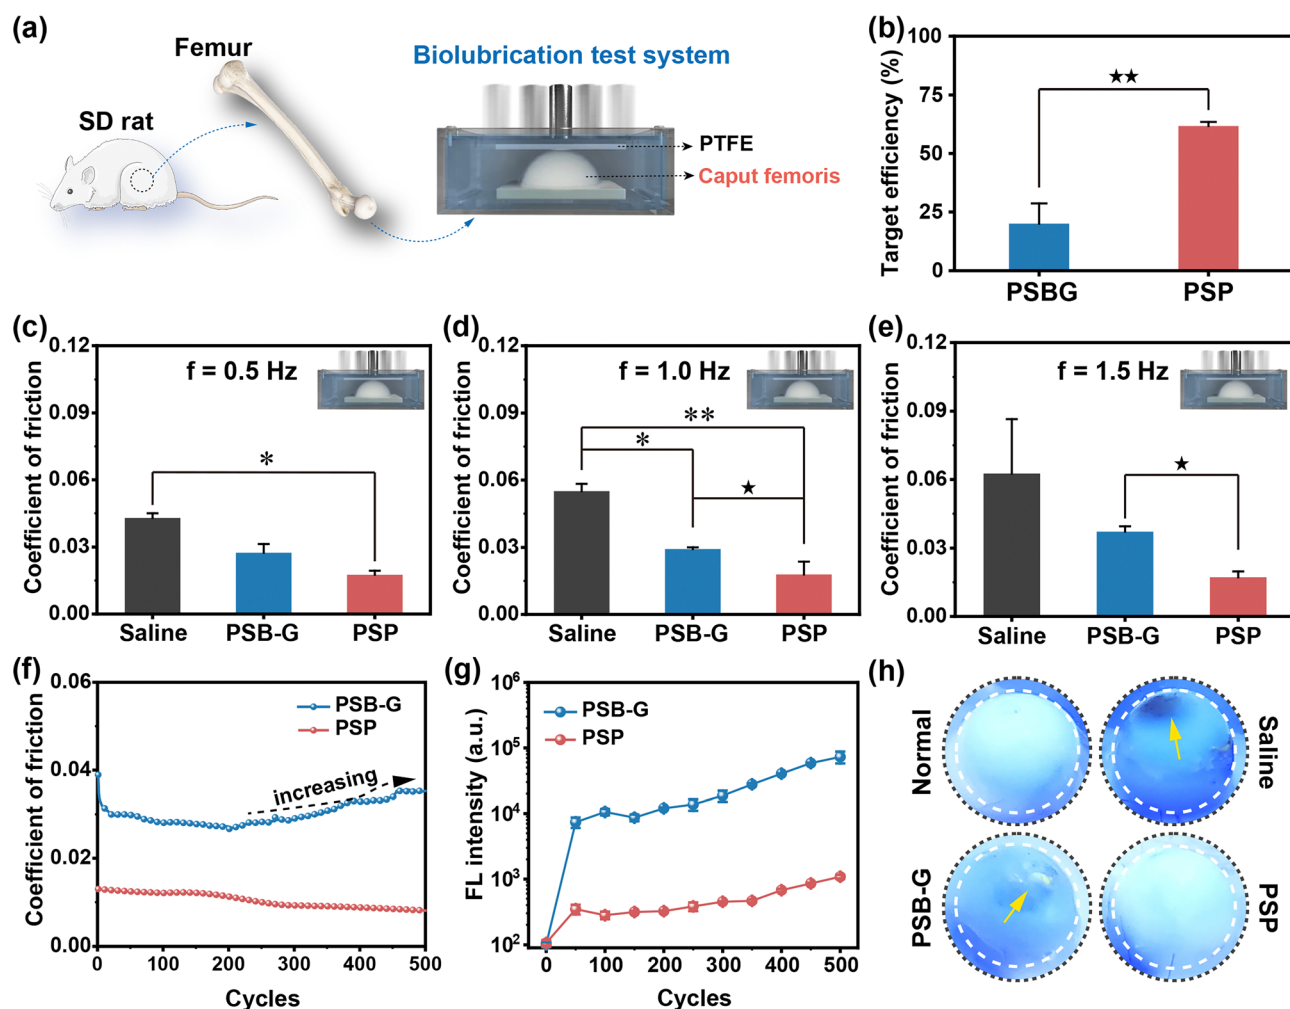 (a)
SD rat
Femur
Biolubrication test system
PTFE
Caput femoris
(b)
Target efficiency (%)
100
75
50
25
0
★★
PSBG
PSP
(c)
Coefficient of friction
0.12
0.09
0.06
0.03
0.00
f = 0.5 Hz
*
Saline
PSB-G
PSP
(d)
Coefficient of friction
0.12
0.09
0.06
0.03
0.00
f = 1.0 Hz
**
*
★
Saline
PSB-G
PSP
(e)
Coefficient of friction
0.12
0.09
0.06
0.03
0.00
f = 1.5 Hz
★
Saline
PSB-G
PSP
(f)
Coefficient of friction
0.06
0.04
0.02
0.00
PSB-G
PSP
increasing
0 100 200 300 400 500
Cycles
(g)
FL intensity (a.u.)
10⁶
10⁵
10⁴
10³
10²
PSB-G
PSP
0 100 200 300 400 500
Cycles
(h)
Normal
Saline
PSB-G
PSP